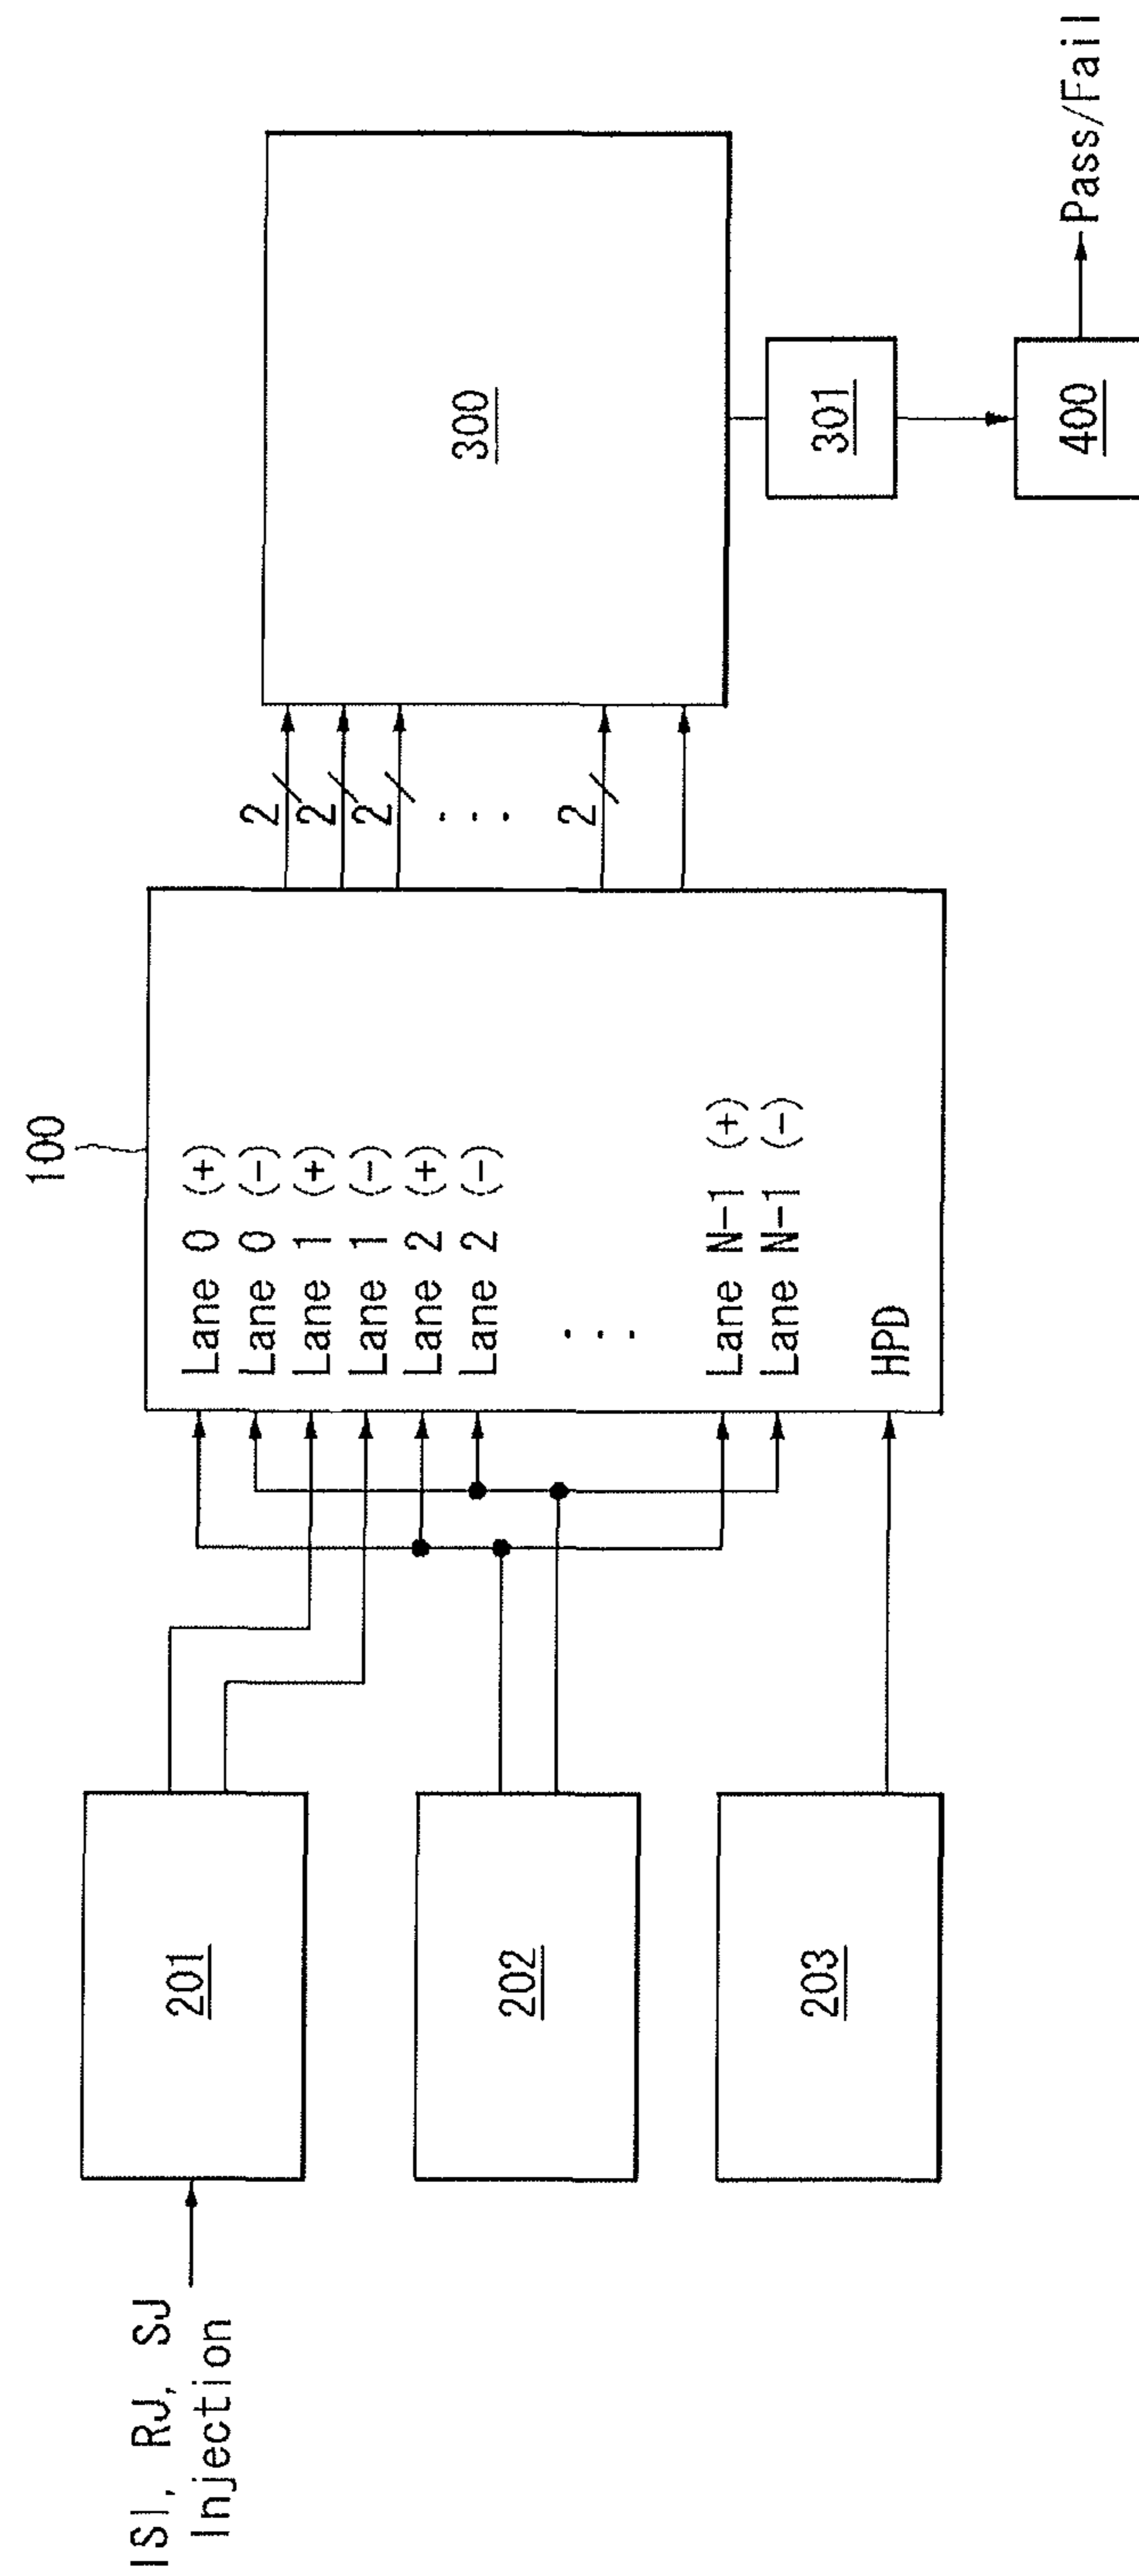 ISI, RJ, SJ
Injection
201
202
203
100
Lane 0 (+)
Lane 0 (-)
Lane 1 (+)
Lane 1 (-)
Lane 2 (+)
Lane 2 (-)
...
Lane N-1 (+)
Lane N-1 (-)
HPD
2
2
2
...
2
300
301
400
Pass/Fail